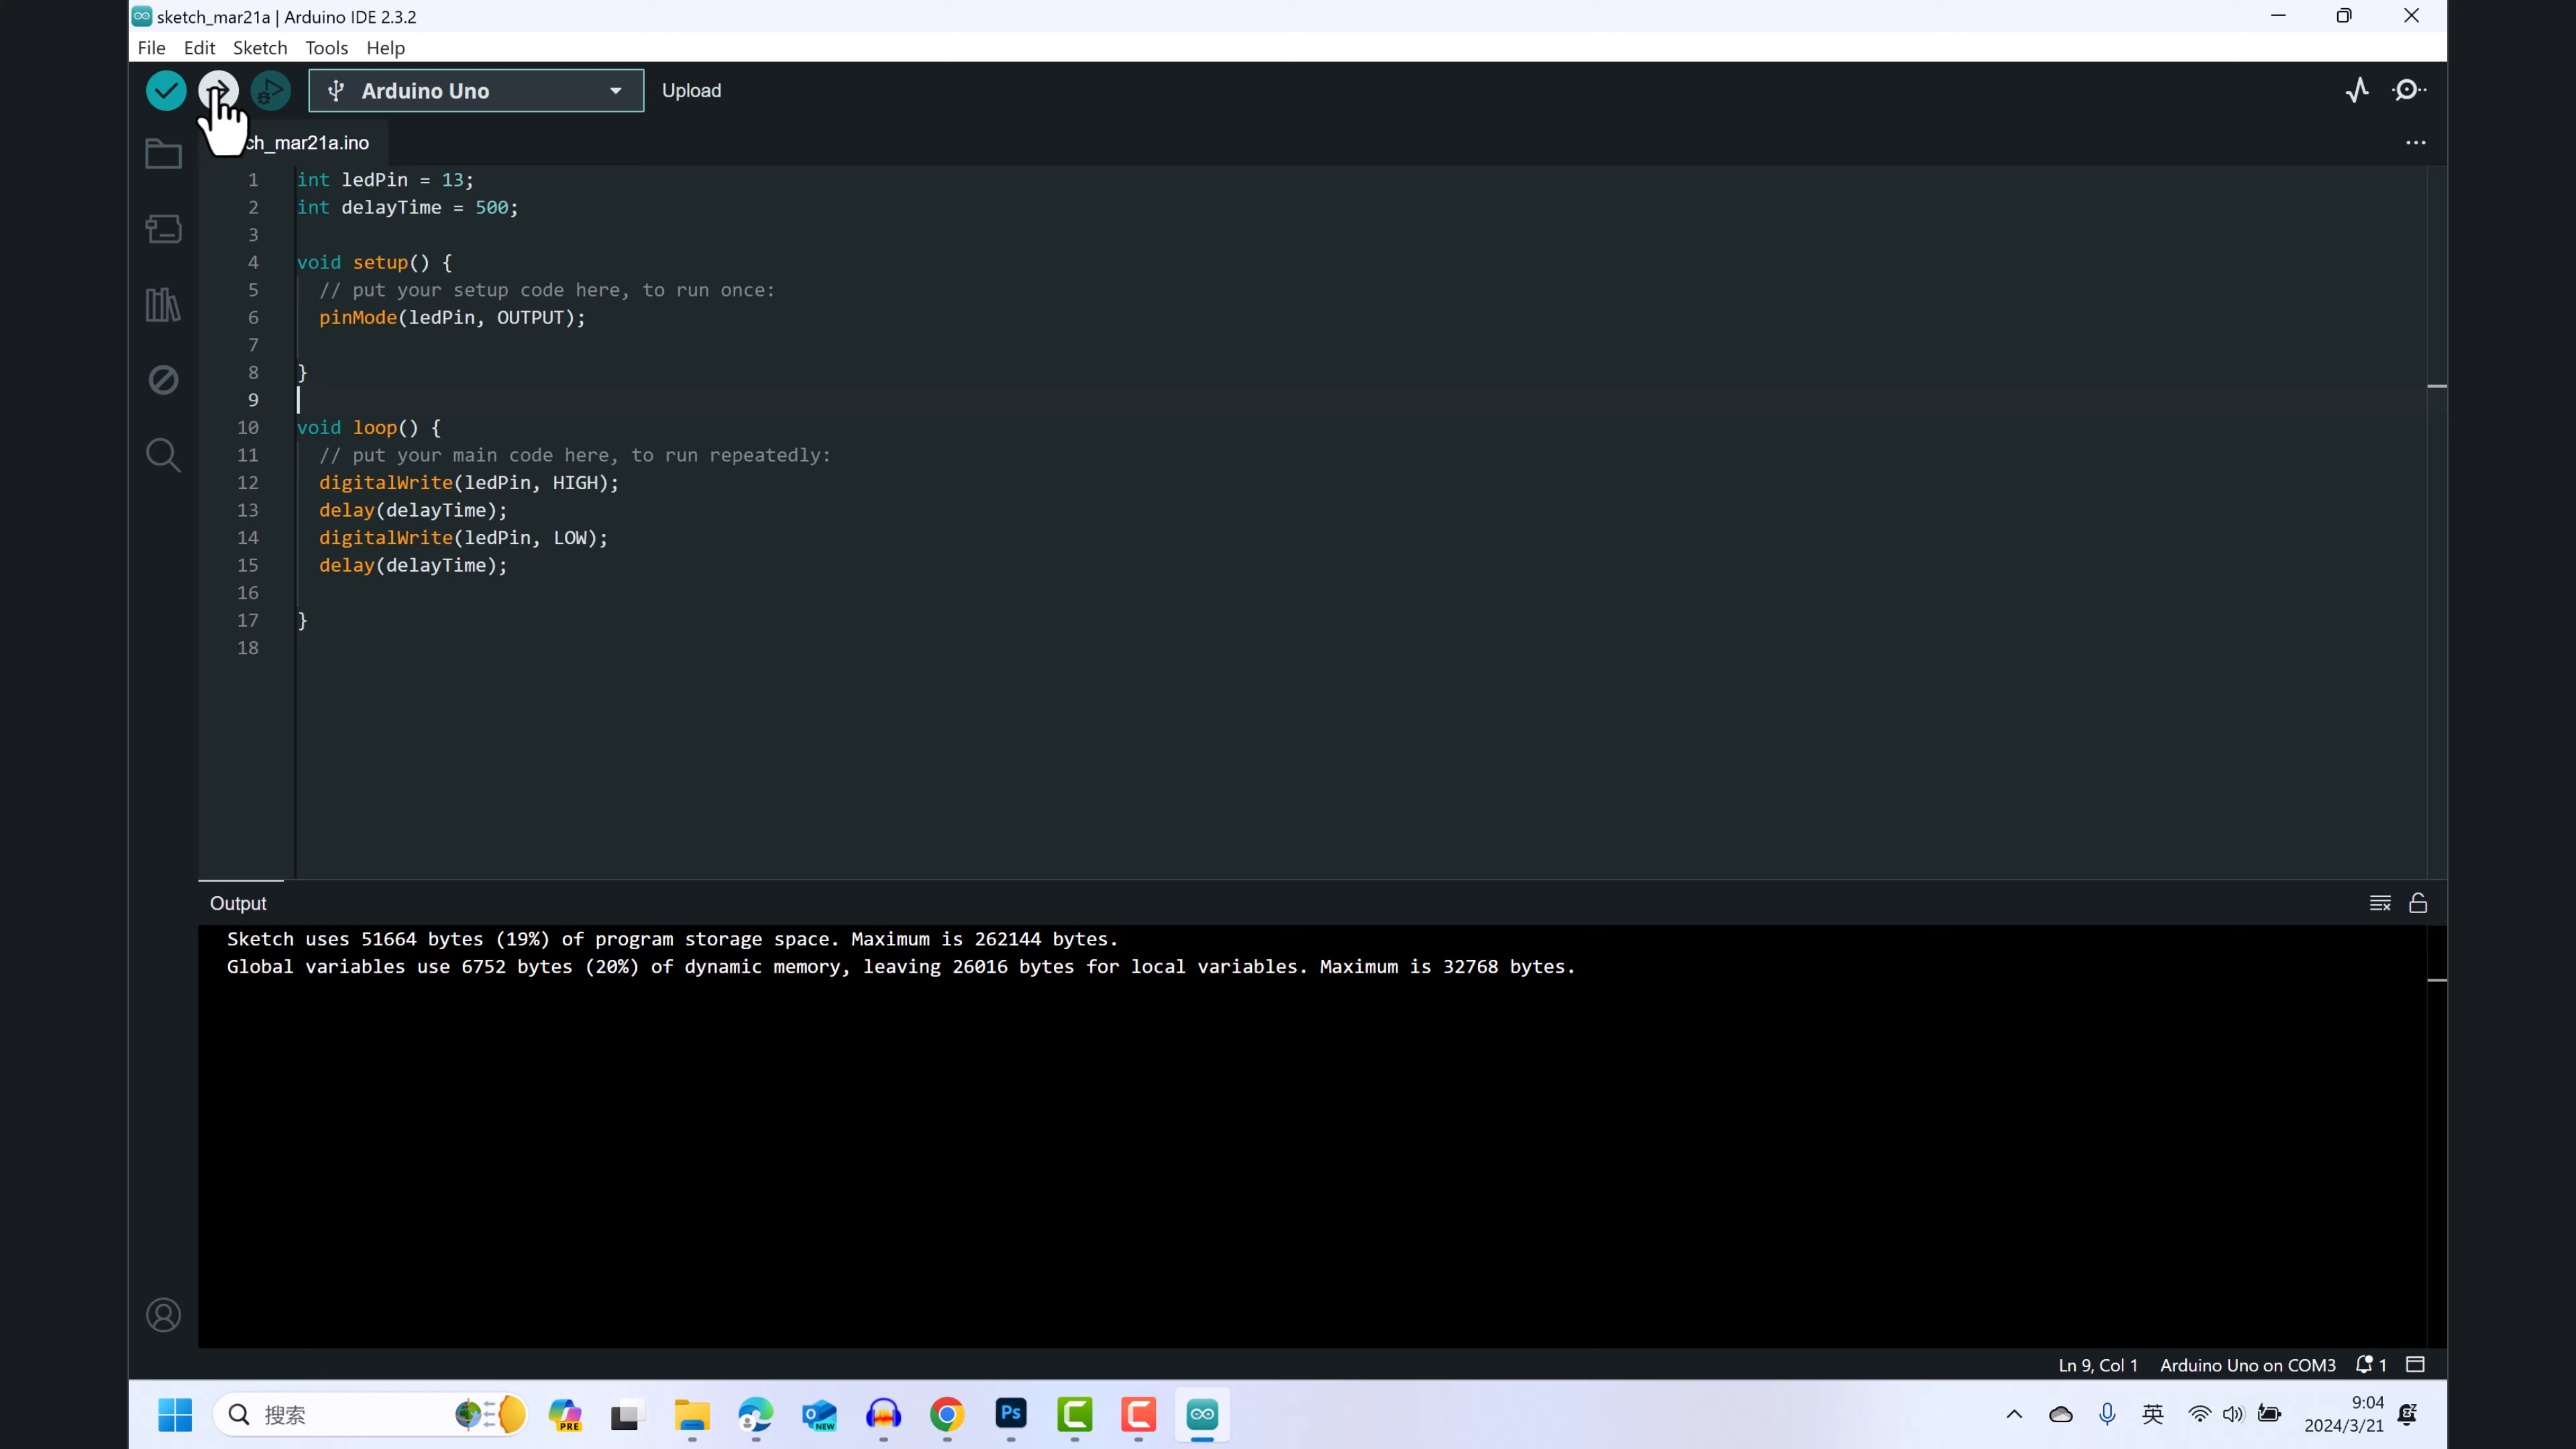 sketch_mar21a | Arduino IDE 2.3.2
File Edit Sketch Tools Help
Arduino Uno Upload
ch_mar21a.ino
1 int ledPin = 13;
2 int delayTime = 500;
3
4 void setup() {
5 // put your setup code here, to run once:
6 pinMode(ledPin, OUTPUT);
7
8 }
9
10 void loop() {
11 // put your main code here, to run repeatedly:
12 digitalWrite(ledPin, HIGH);
13 delay(delayTime);
14 digitalWrite(ledPin, LOW);
15 delay(delayTime);
16
17 }
18
Output
Sketch uses 51664 bytes (19%) of program storage space. Maximum is 262144 bytes.
Global variables use 6752 bytes (20%) of dynamic memory, leaving 26016 bytes for local variables. Maximum is 32768 bytes.
Ln 9, Col 1 Arduino Uno on COM3 1
搜索 PRE NEW Ps 英 9:04
2024/3/21